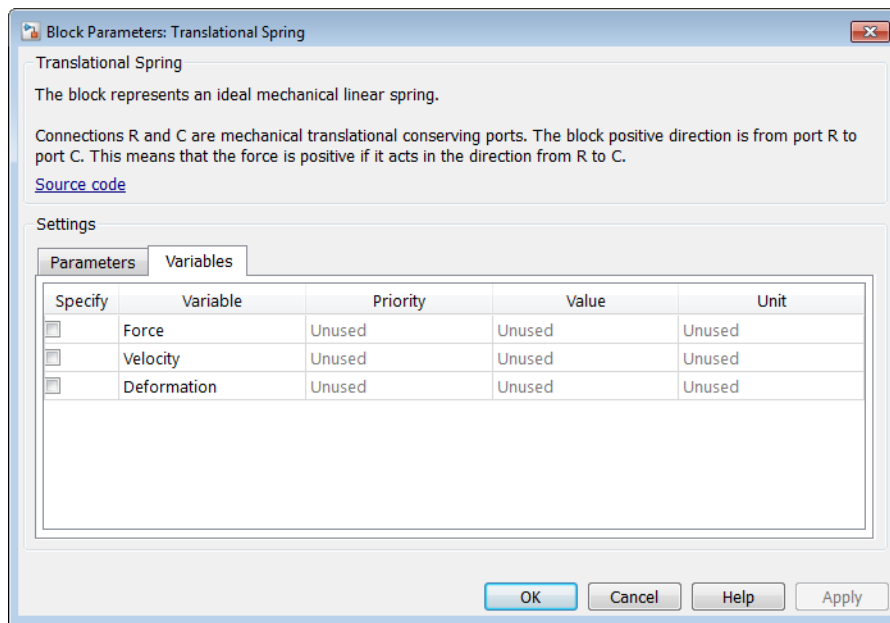 Block Parameters: Translational Spring
Translational Spring
The block represents an ideal mechanical linear spring.
Connections R and C are mechanical translational conserving ports. The block positive direction is from port R to
port C. This means that the force is positive if it acts in the direction from R to C.
Source code
Settings
Parameters Variables
Specify Variable Priority Value Unit
Force Unused Unused Unused
Velocity Unused Unused Unused
Deformation Unused Unused Unused
OK Cancel Help Apply